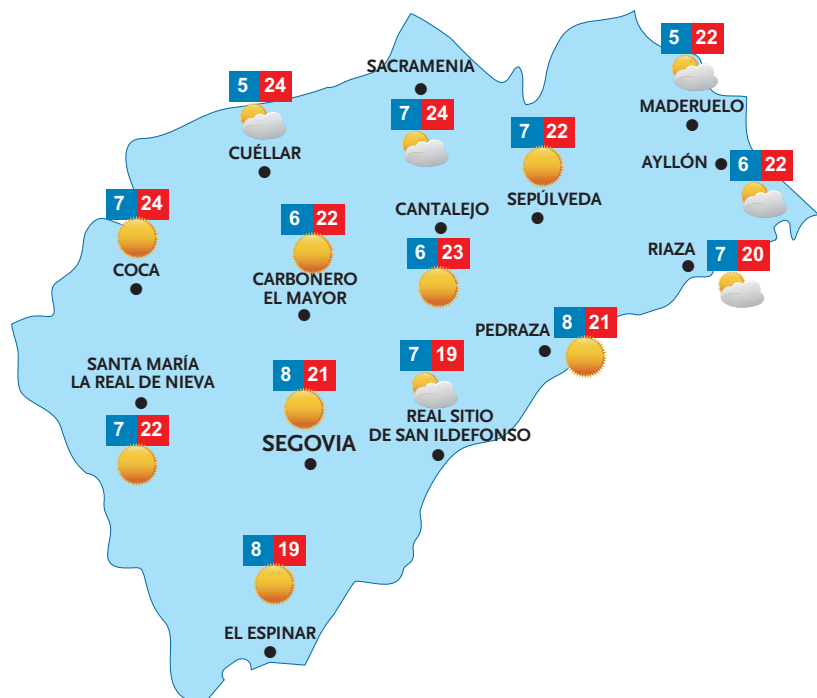 5 22
MADERUELO
SACRAMENIA
7 24
5 24
CUÉLLAR
7 22
SEPÚLVEDA
AYLLÓN
6 22
7 24
COCA
6 22
CARBONERO
EL MAYOR
CANTALEJO
6 23
RIAZA
7 20
PEDRAZA
8 21
SANTA MARÍA
LA REAL DE NIEVA
7 22
8 21
SEGOVIA
7 19
REAL SITIO
DE SAN ILDEFONSO
8 19
EL ESPINAR